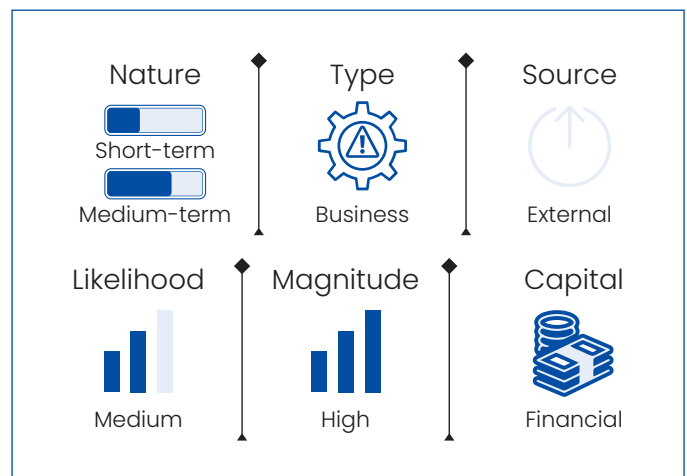 Nature
Type
Source
Short-term
Medium-term
Business
External
Likelihood
Magnitude
Capital
Medium
High
Financial